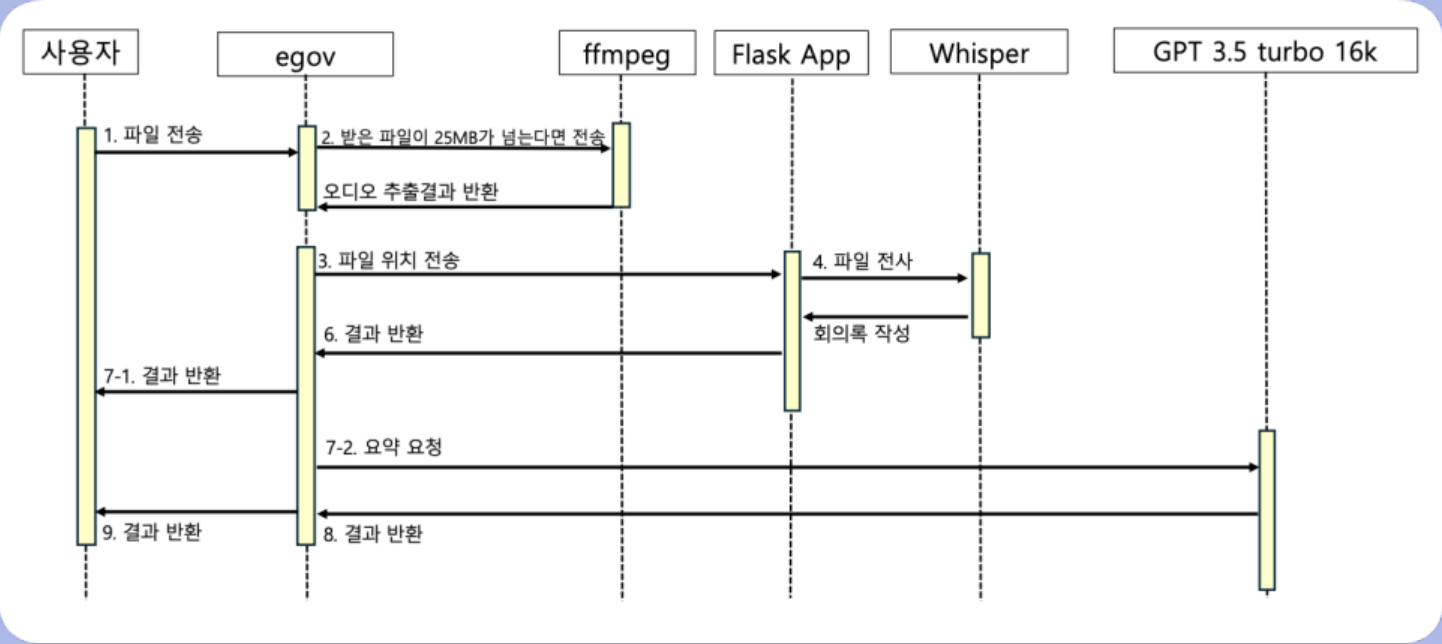 사용자
egov
ffmpeg
Flask App
Whisper
GPT 3.5 turbo 16k
1. 파일 전송
2. 받은 파일이 25MB가 넘는다면 전송
오디오 추출결과 반환
3. 파일 위치 전송
4. 파일 전사
회의록 작성
6. 결과 반환
7-1. 결과 반환
7-2. 요약 요청
9. 결과 반환
8. 결과 반환